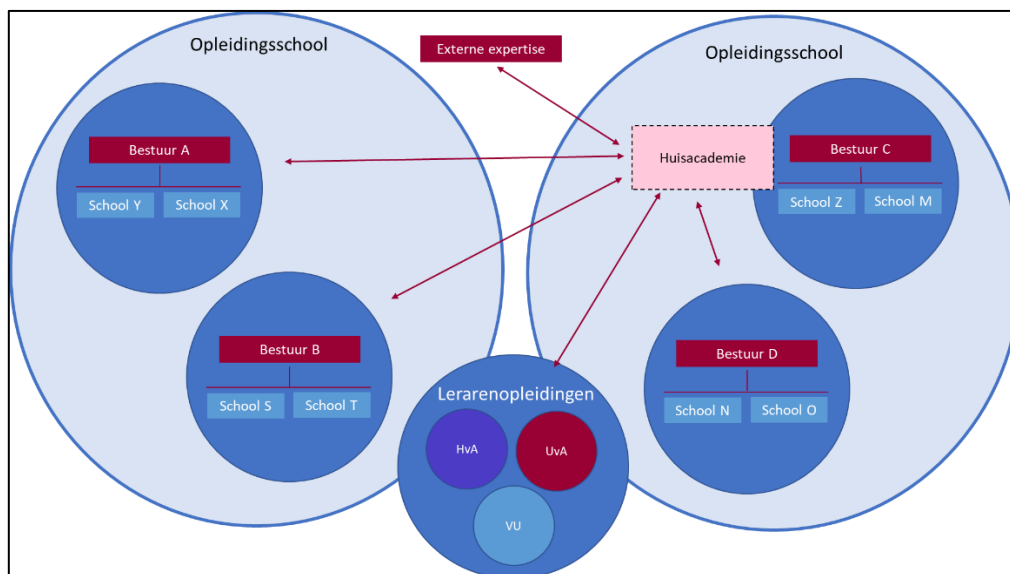 Opleidingsschool
Externe expertise
Opleidingsschool
Bestuur A
School Y
School X
Huisacademie
Bestuur C
School Z
School M
Bestuur B
School S
School T
Bestuur D
School N
School O
Lerarenopleidingen
HvA
UvA
VU